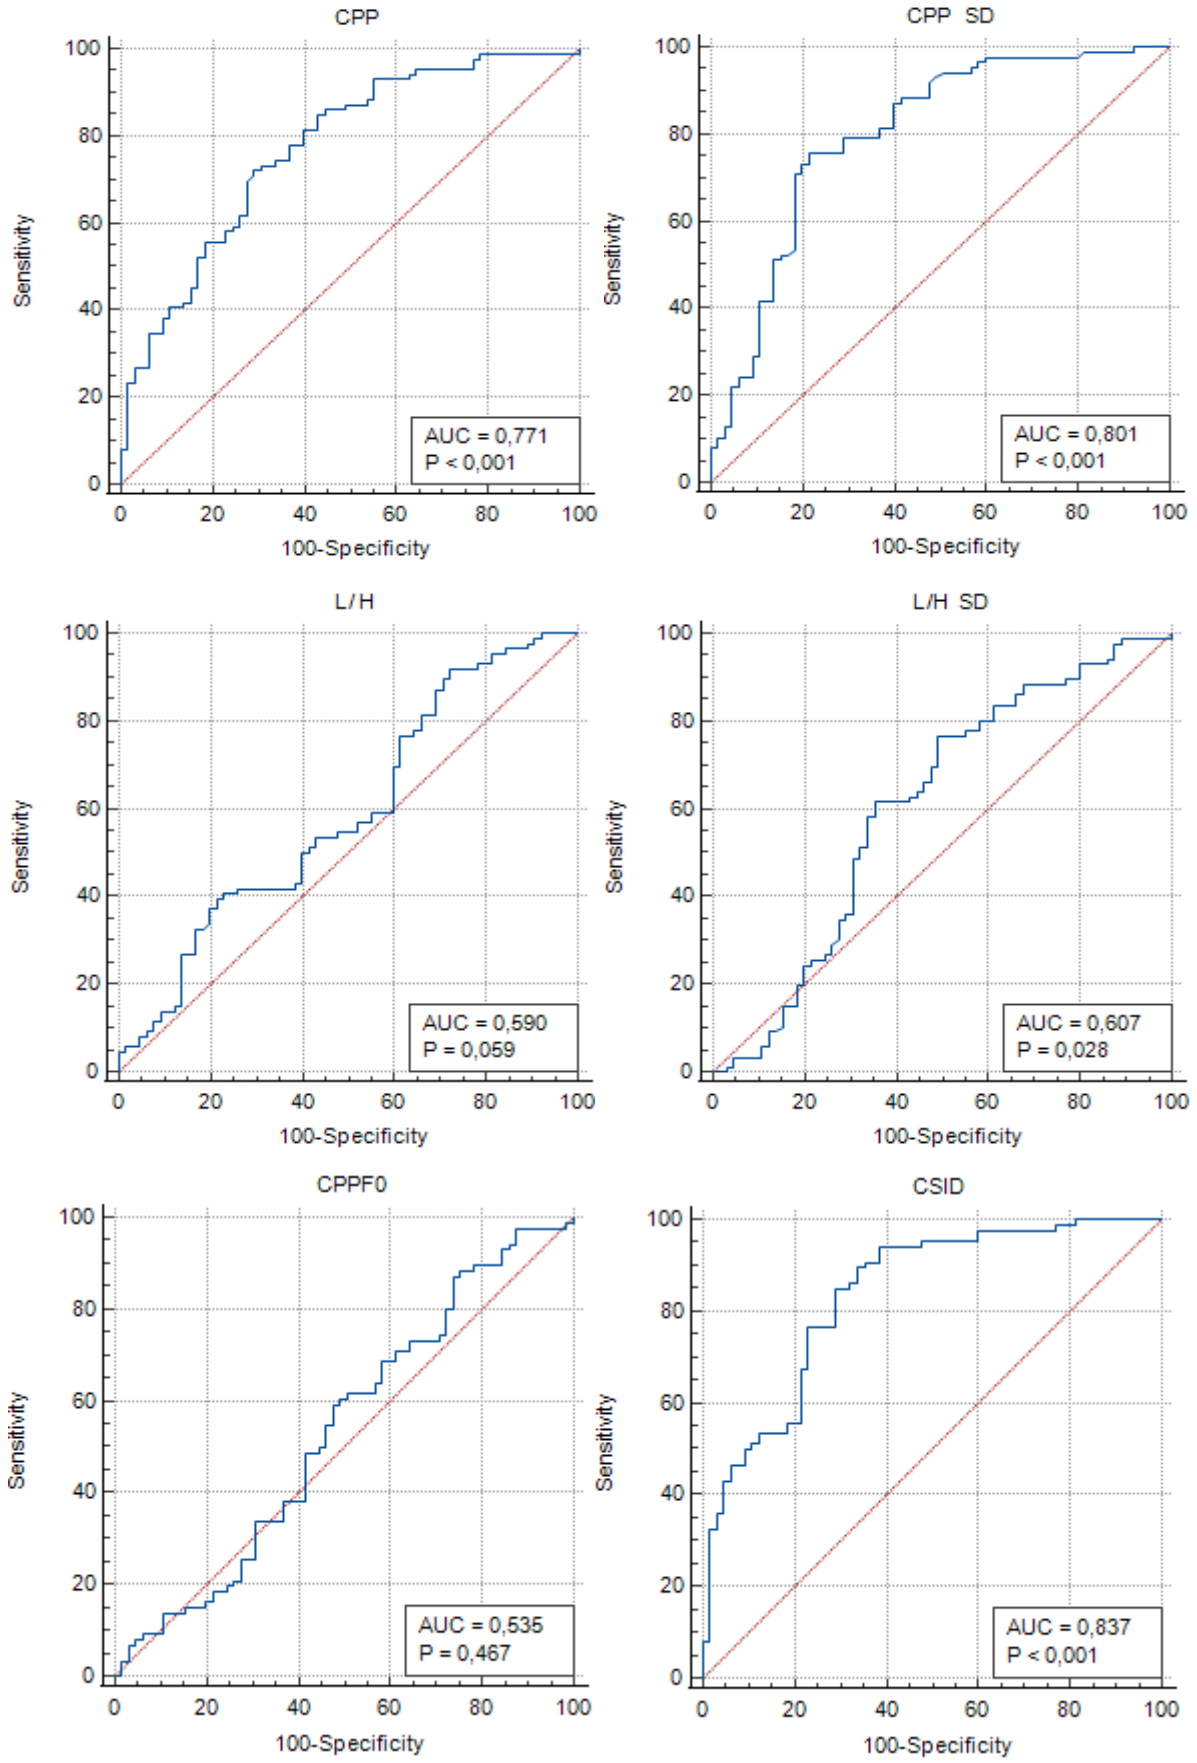 CPP
Sensitivity
100
80
60
40
20
0
AUC = 0,771
P < 0,001
0 20 40 60 80 100
100-Specificity
CPP SD
Sensitivity
100
80
60
40
20
0
AUC = 0,801
P < 0,001
0 20 40 60 80 100
100-Specificity
L/H
Sensitivity
100
80
60
40
20
0
AUC = 0,590
P = 0,059
0 20 40 60 80 100
100-Specificity
L/H SD
Sensitivity
100
80
60
40
20
0
AUC = 0,607
P = 0,028
0 20 40 60 80 100
100-Specificity
CPPF0
Sensitivity
100
80
60
40
20
0
AUC = 0,535
P = 0,467
0 20 40 60 80 100
100-Specificity
CSID
Sensitivity
100
80
60
40
20
0
AUC = 0,837
P < 0,001
0 20 40 60 80 100
100-Specificity